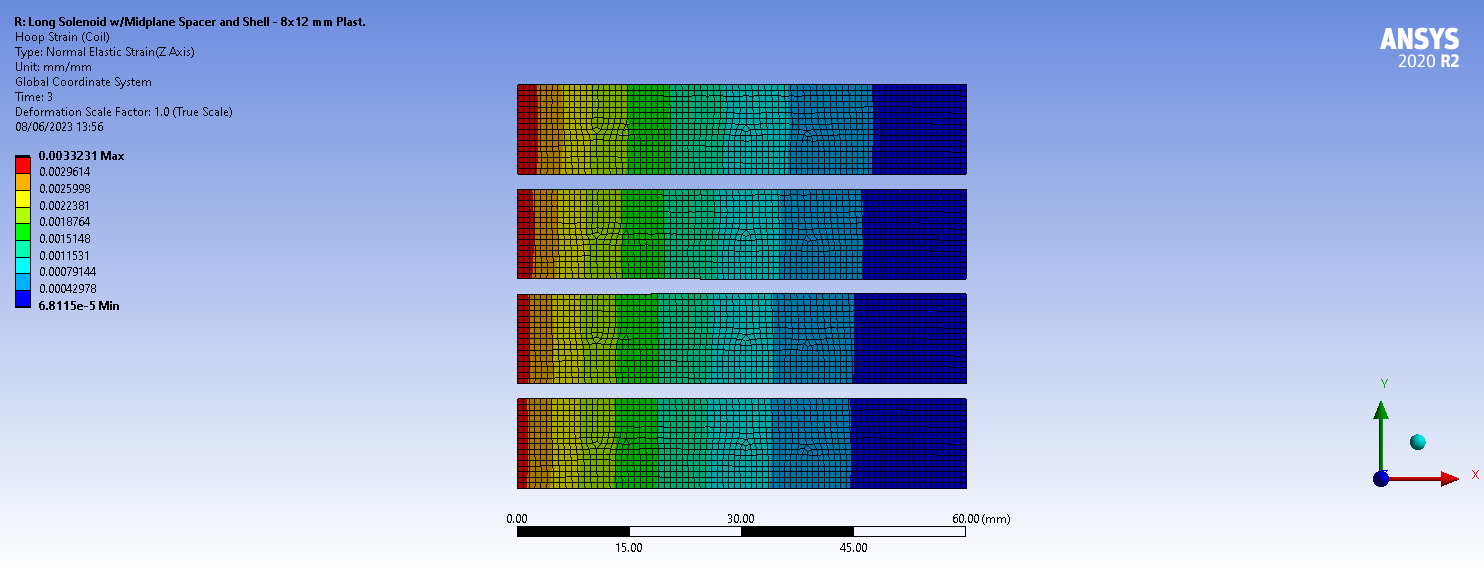 R: Long Solenoid w/Midplane Spacer and Shell - 8x12 mm Plast.
Hoop Strain (Coil)
Type: Normal Elastic Strain(Z Axis)
Unit: mm/mm
Global Coordinate System
Time: 3
Deformation Scale Factor: 1.0 (True Scale)
08/06/2023 13:56
0.0033231 Max
0.0029614
0.0025998
0.0022381
0.0018764
0.0015148
0.0011531
0.00079144
0.00042978
6.8115e-5 Min
ANSYS
2020 R2
0.00 30.00 60.00 (mm)
15.00 45.00
Y
X